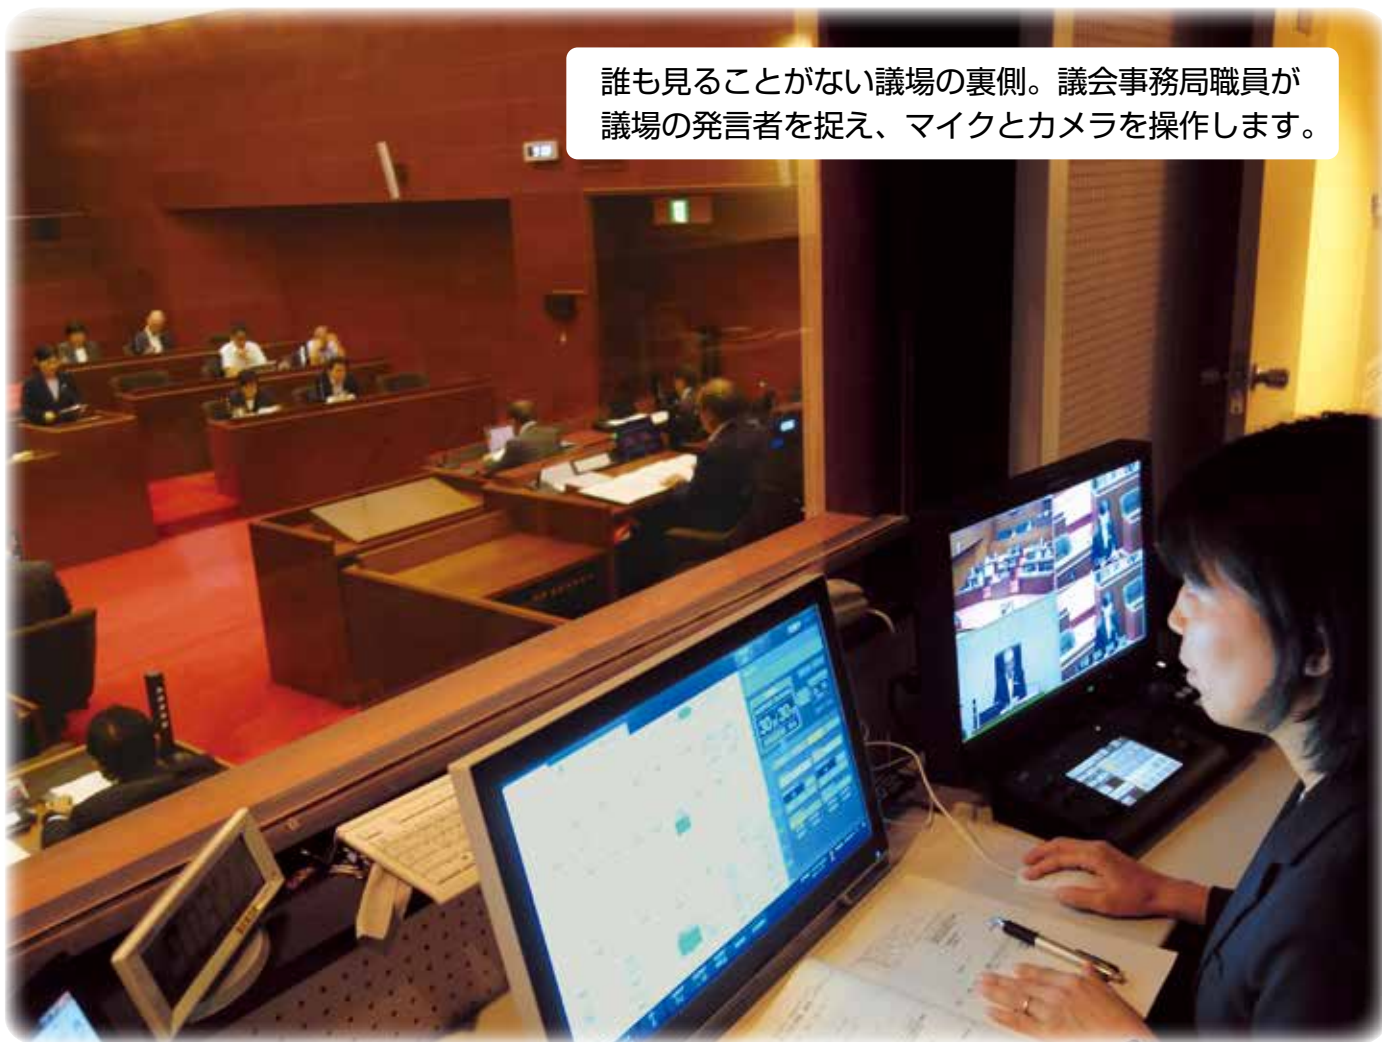 誰も見ることがない議場の裏側。議会事務局職員が
議場の発言者を捉え、マイクとカメラを操作します。